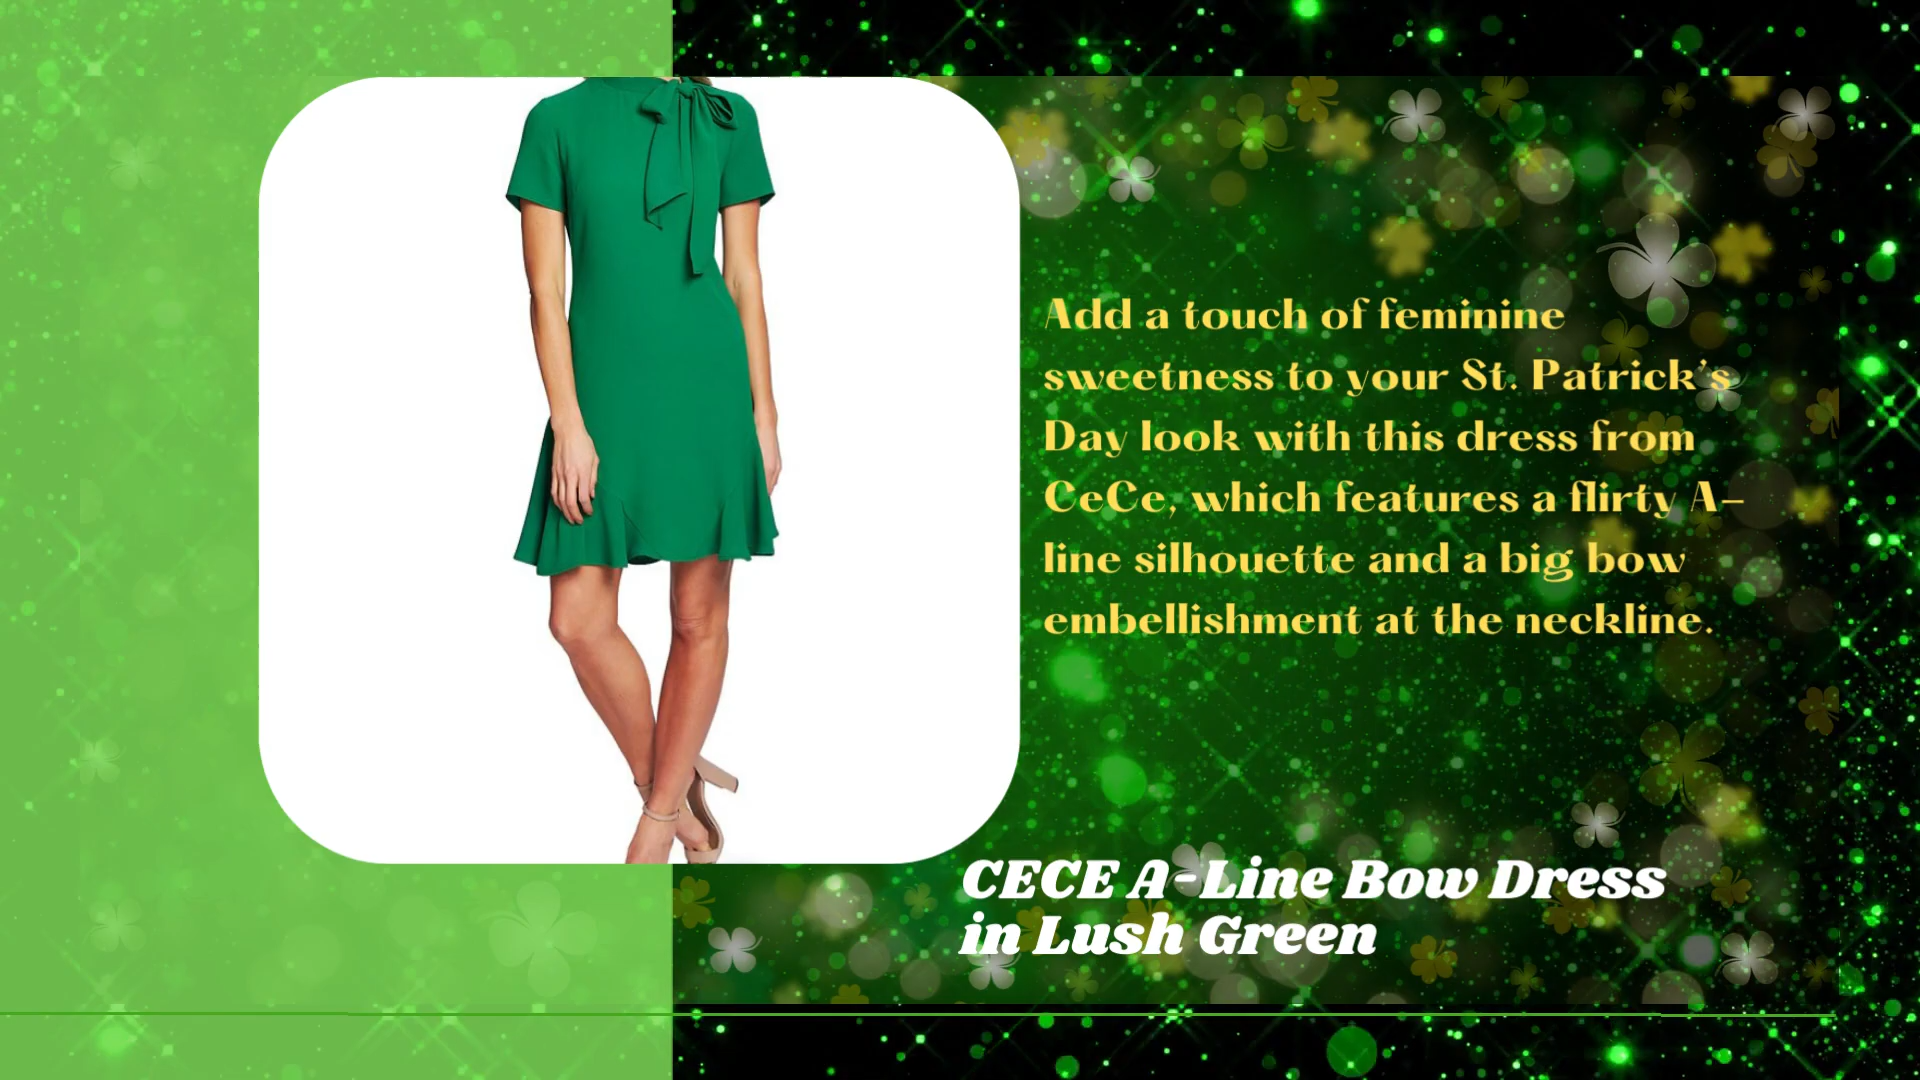 Add a touch of feminine
sweetness to your St. Patrick's
Day look with this dress from
CeCe, which features a flirty A-
line silhouette and a big bow
embellishment at the neckline.
CECE A-Line Bow Dress
in Lush Green